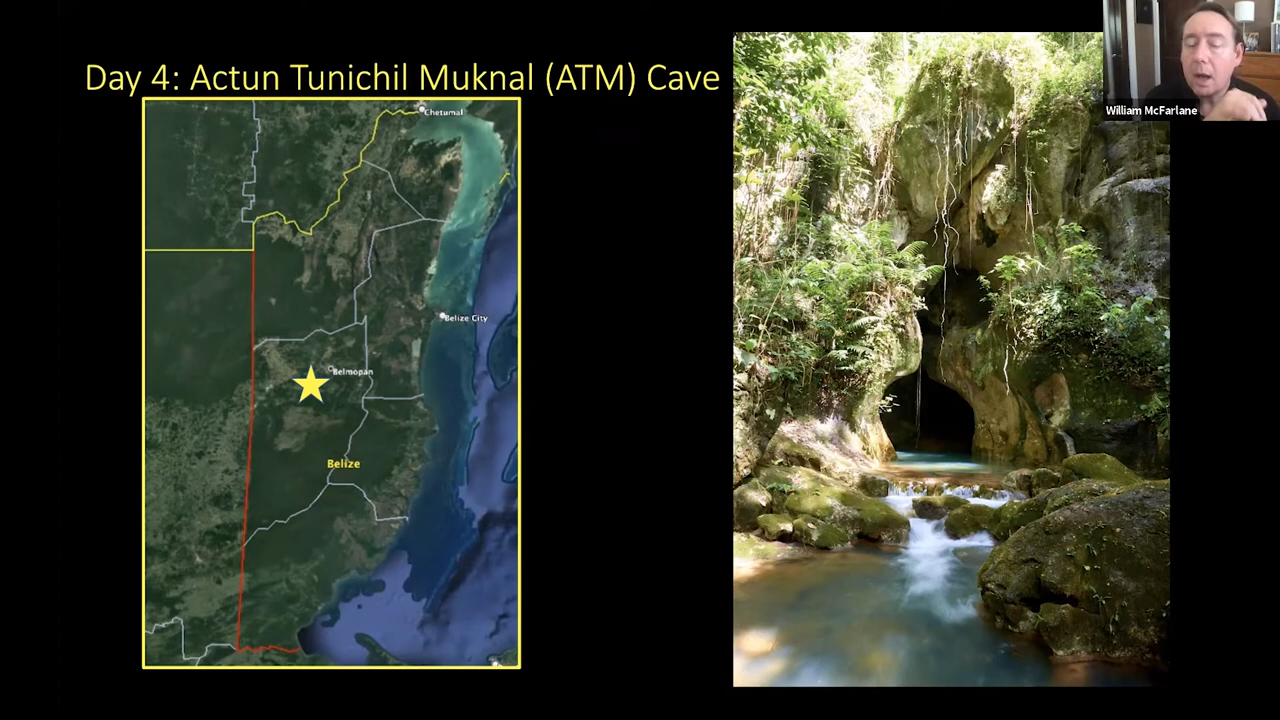 Day 4: Actun Tunichil Muknal (ATM) Cave
William McFarlane
Chetumal
Belize City
Belmopan
Belize